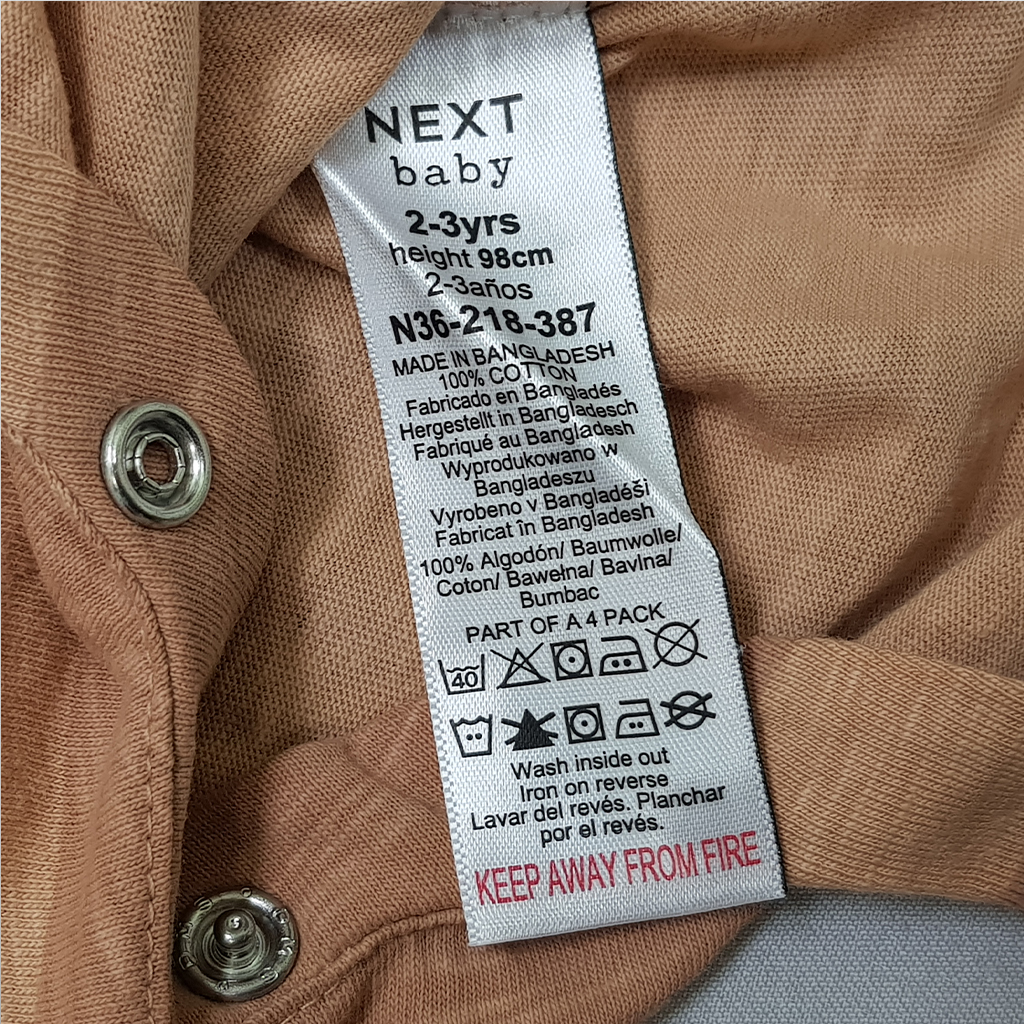 NEXT
baby
2-3yrs
height 98cm
2-3años
N36-218-387
MADE IN BANGLADESH
100% COTTON
Fabricado en Bangladés
Hergestellt in Bangladesch
Fabriqué au Bangladesh
Wyprodukowano w
Bangladeszu
Vyrobeno v Bangladéši
Fabricat în Bangladesh
100% Algodón/ Baumwolle/
Coton/ Bawełna/ Bavlna/
Bumbac
PART OF A 4 PACK
40
Wash inside out
Iron on reverse
Lavar del revés. Planchar
por el revés.
KEEP AWAY FROM FIRE